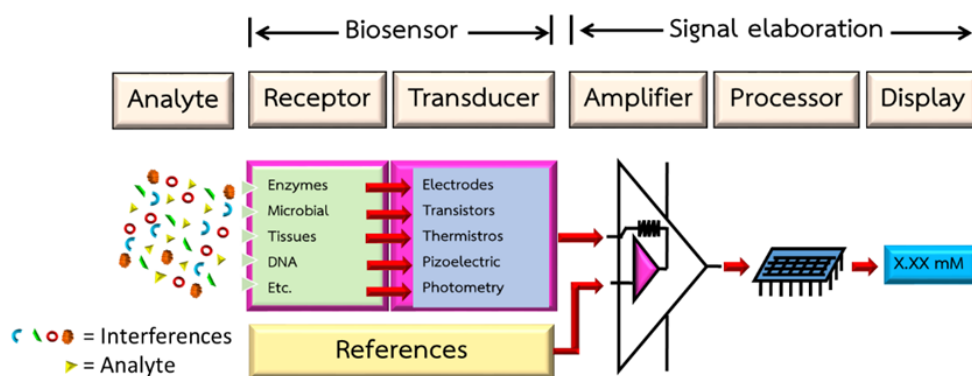 Biosensor
Signal elaboration
Analyte
Receptor
Transducer
Amplifier
Processor
Display
Enzymes
Electrodes
Microbial
Transistors
Tissues
Thermistros
DNA
Pizoelectric
Etc.
Photometry
X.XX mM
References
= Interferences
= Analyte